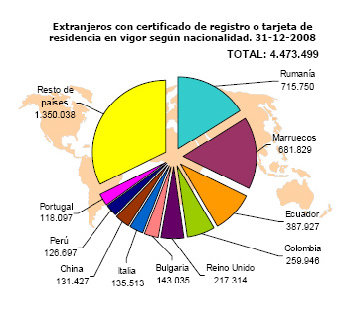 Extranjeros con certificado de registro o tarjeta de
residencia en vigor según nacionalidad. 31-12-2008
TOTAL: 4.473.499
Rumanía
715.750
Marruecos
681.829
Ecuador
387.927
Colombia
259.946
Reino Unido
217.314
Bulgaria
143.035
Italia
135.513
China
131.427
Perú
126.697
Portugal
118.097
Resto de
países
1.350.038